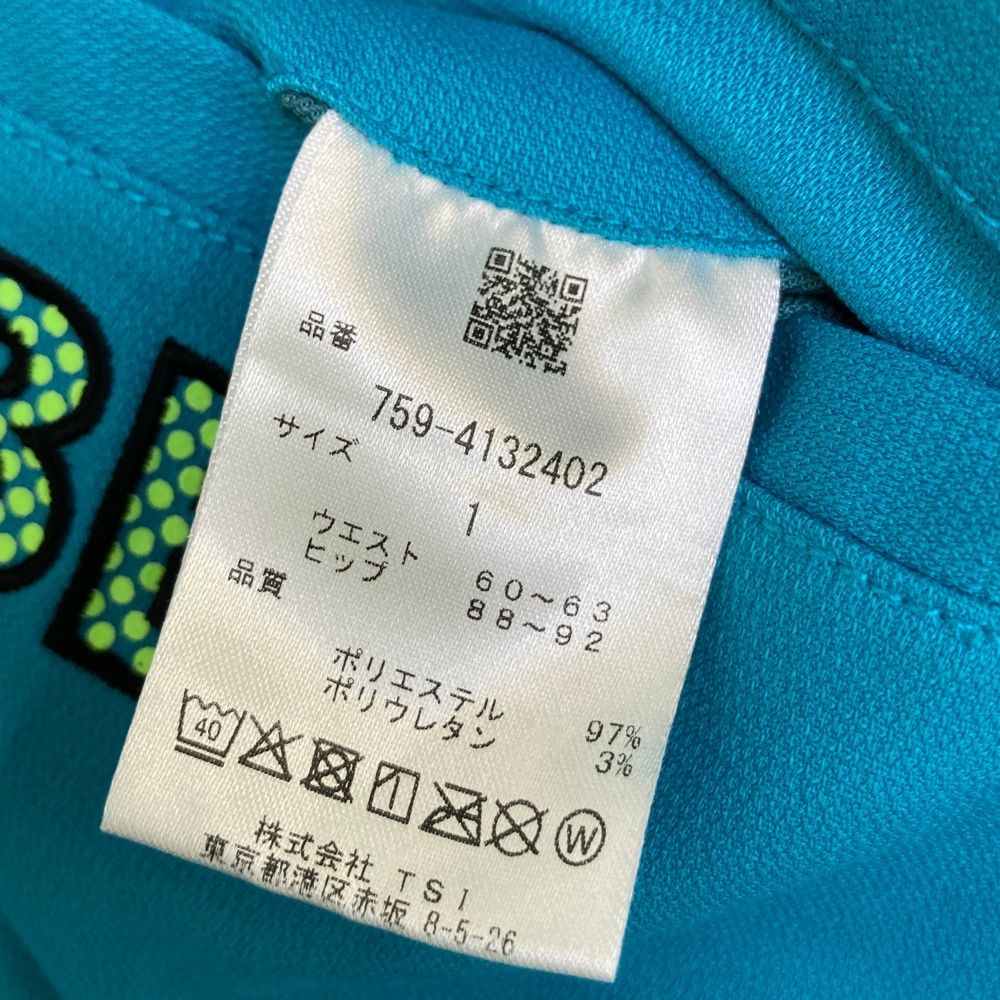 品番
759-4132402
サイズ
1
ウエスト 60~63
ヒップ 88~92
品質
ポリエステル 97%
ポリウレタン 3%
40
W
株式会社 TSI
東京都港区赤坂 8-5-26